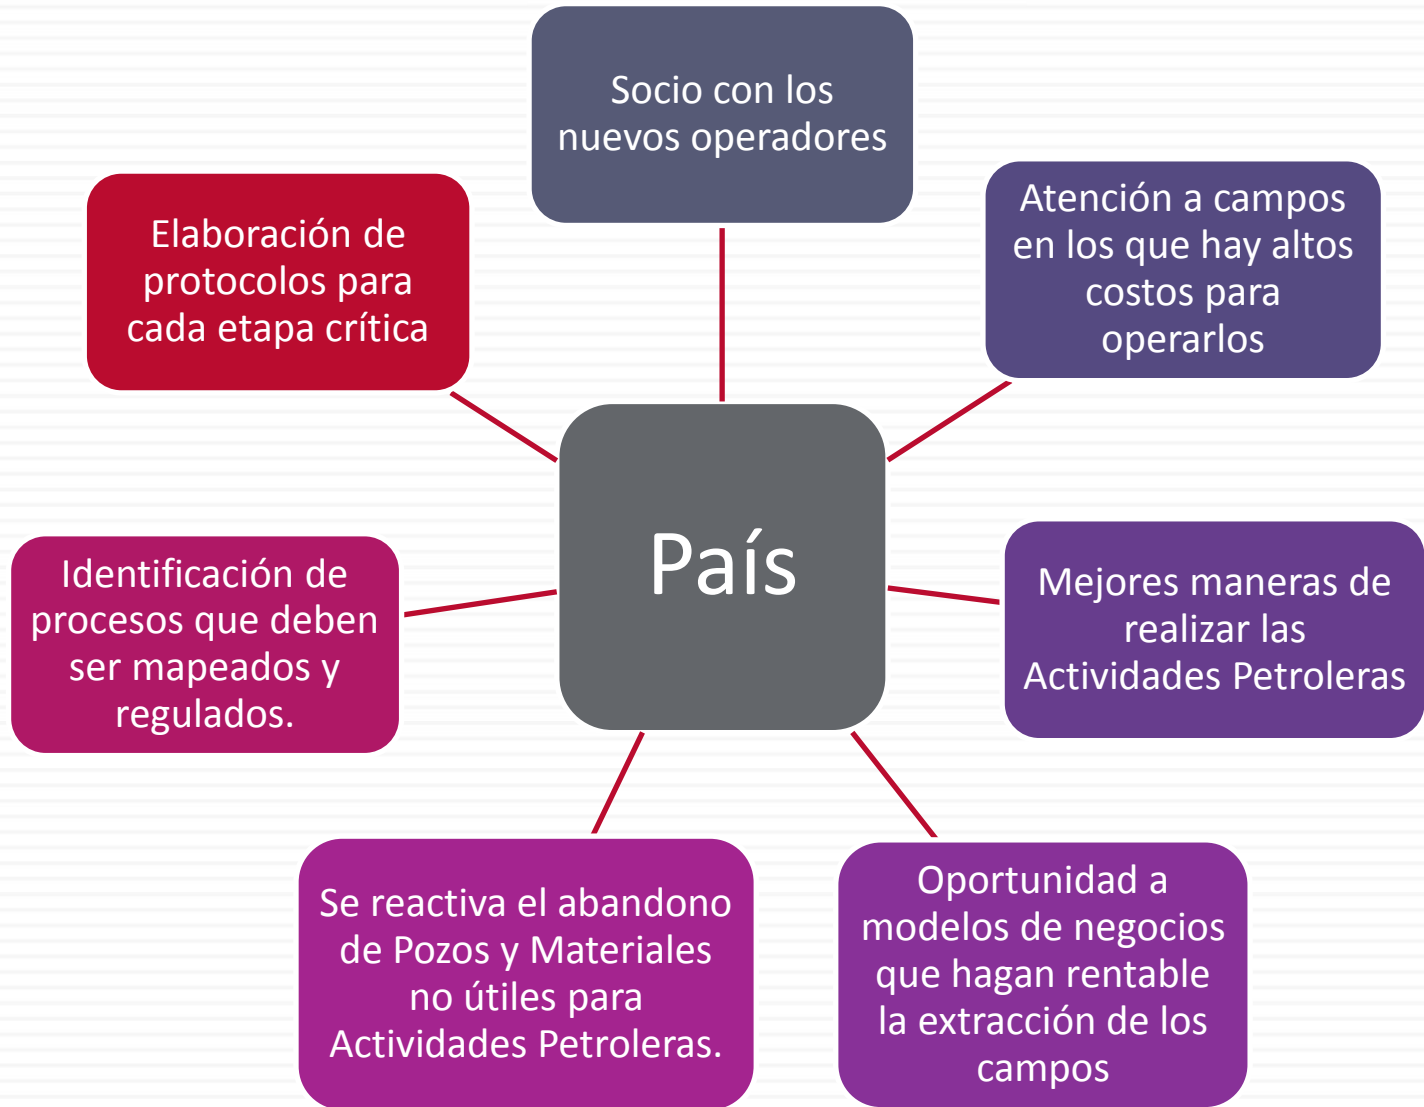 Socio con los
nuevos operadores
Atención a campos
en los que hay altos
costos para
operarlos
Mejores maneras de
realizar las
Actividades Petroleras
Oportunidad a
modelos de negocios
que hagan rentable
la extracción de los
campos
Se reactiva el abandono
de Pozos y Materiales
no útiles para
Actividades Petroleras.
Identificación de
procesos que deben
ser mapeados y
regulados.
Elaboración de
protocolos para
cada etapa crítica
País